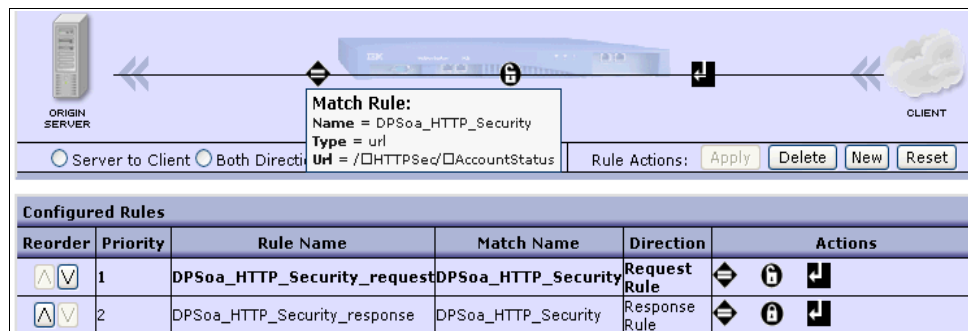 IBM
ORIGIN
SERVER
CLIENT
Match Rule:
Name = DPSoa_HTTP_Security
Type = url
Url = /□HTTPSec/□AccountStatus
Server to Client Both Directi
Rule Actions: Apply Delete New Reset
Configured Rules
Reorder Priority Rule Name Match Name Direction Actions
1 DPSoa_HTTP_Security_request DPSoa_HTTP_Security Request Rule
2 DPSoa_HTTP_Security_response DPSoa_HTTP_Security Response Rule